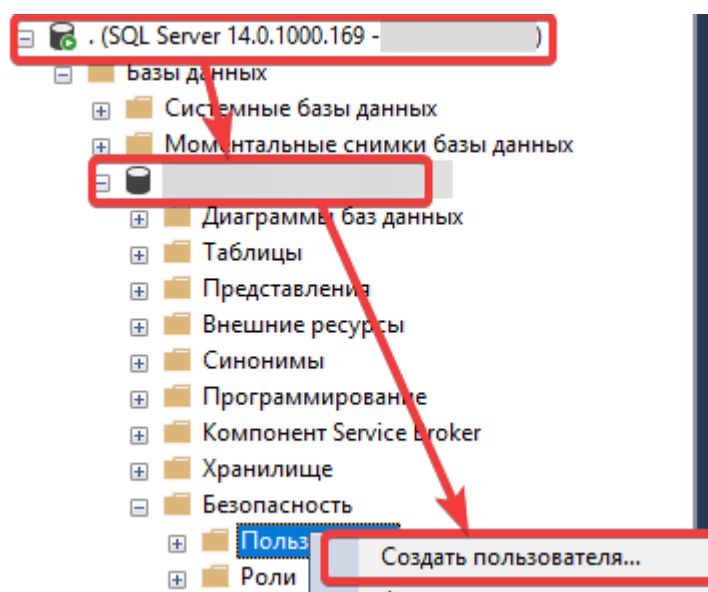 . (SQL Server 14.0.1000.169 - )
Базы данных
Системные базы данных
Моментальные снимки базы данных
Диаграммы баз данных
Таблицы
Представления
Внешние ресурсы
Синонимы
Программирование
Компонент Service Broker
Хранилище
Безопасность
Польз
Создать пользователя...
Роли